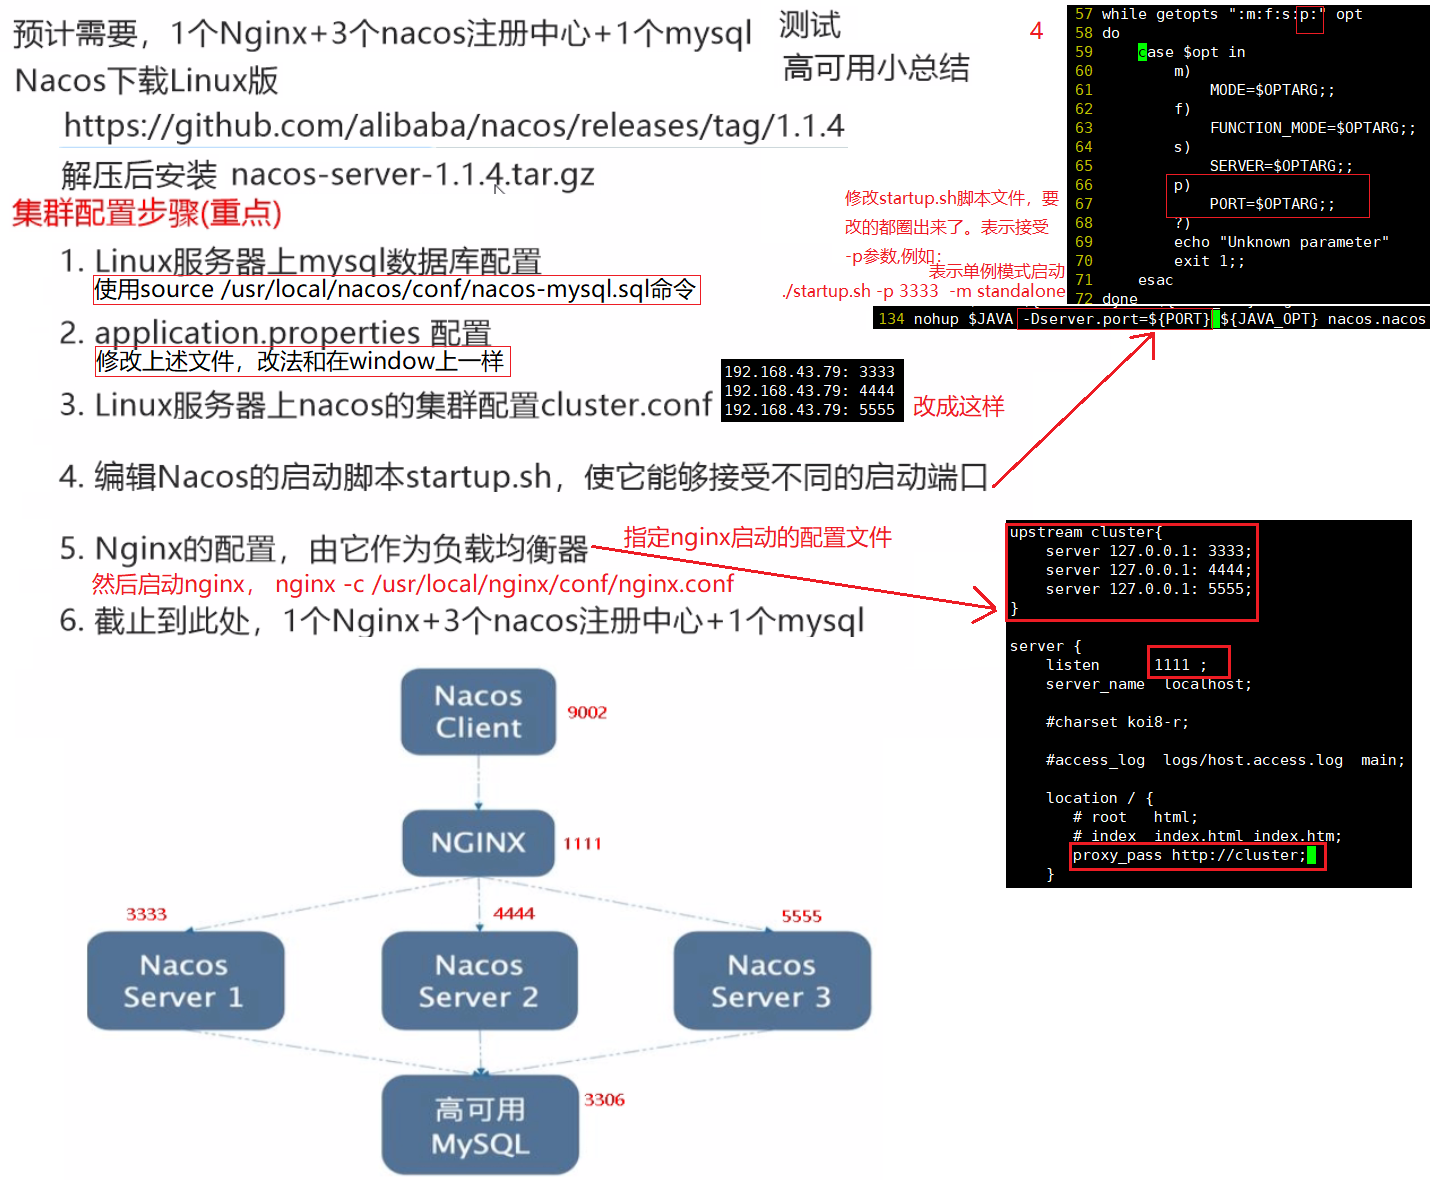 预计需要，1个Nginx+3个nacos注册中心+1个mysql
测试
Nacos下载Linux版
高可用小总结
https://github.com/alibaba/nacos/releases/tag/1.1.4
解压后安装 nacos-server-1.1.4.tar.gz
集群配置步骤(重点)
1. Linux服务器上mysql数据库配置
使用source /usr/local/nacos/conf/nacos-mysql.sql命令
2. application.properties 配置
修改上述文件，改法和在window上一样
3. Linux服务器上nacos的集群配置cluster.conf
192.168.43.79: 3333
192.168.43.79: 4444
192.168.43.79: 5555
改成这样
4. 编辑Nacos的启动脚本startup.sh，使它能够接受不同的启动端口
4
57 while getopts ":m:f:s:p:" opt
58 do
59 case $opt in
60 m)
61 MODE=$OPTARG;;
62 f)
63 FUNCTION_MODE=$OPTARG;;
64 s)
65 SERVER=$OPTARG;;
66 p)
67 PORT=$OPTARG;;
68 ?)
69 echo "Unknown parameter"
70 exit 1;;
71 esac
72 done
修改startup.sh脚本文件，要
改的都圈出来了。表示接受
-p参数,例如：
表示单例模式启动
./startup.sh -p 3333 -m standalone
134 nohup $JAVA -Dserver.port=${PORT} ${JAVA_OPT} nacos.nacos
5. Nginx的配置，由它作为负载均衡器
指定nginx启动的配置文件
然后启动nginx， nginx -c /usr/local/nginx/conf/nginx.conf
6. 截止到此处，1个Nginx+3个nacos注册中心+1个mysql
upstream cluster{
server 127.0.0.1: 3333;
server 127.0.0.1: 4444;
server 127.0.0.1: 5555;
}
server {
listen 1111 ;
server_name localhost;
#charset koi8-r;
#access_log logs/host.access.log main;
location / {
# root html;
# index index.html index.htm;
proxy_pass http://cluster;
}
Nacos
Client
9002
NGINX
1111
3333
4444
5555
Nacos
Server 1
Nacos
Server 2
Nacos
Server 3
高可用
MySQL
3306